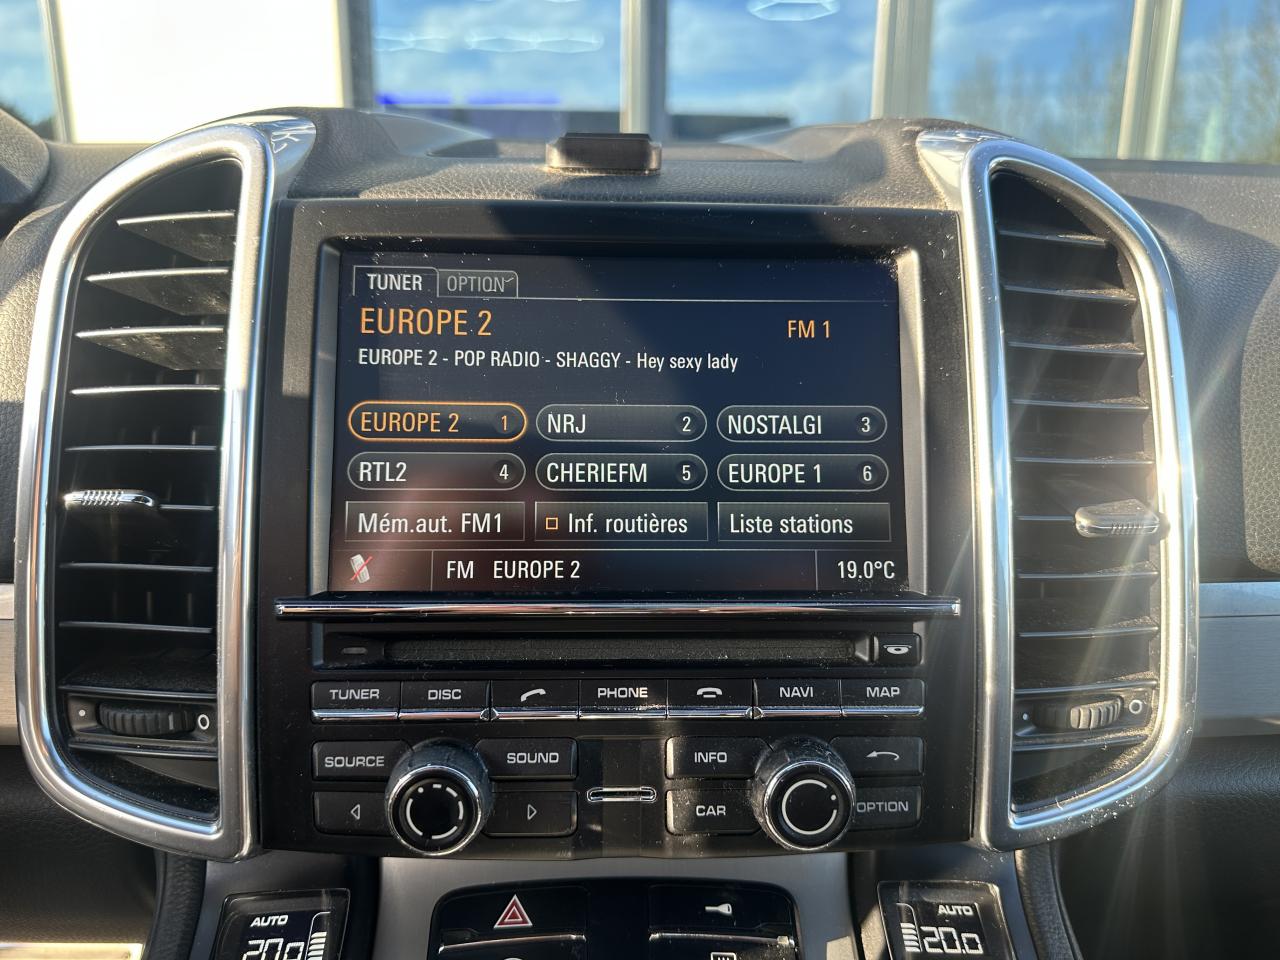 TUNER OPTION
EUROPE 2 FM 1
EUROPE 2 - POP RADIO - SHAGGY - Hey sexy lady
EUROPE 2 1 NRJ 2 NOSTALGI 3
RTL2 4 CHERIEFM 5 EUROPE 1 6
Mém.aut. FM1 Inf. routières Liste stations
FM EUROPE 2 19.0°C
TUNER DISC PHONE NAVI MAP
SOURCE SOUND INFO
CAR OPTION
AUTO AUTO
20.0 20.0